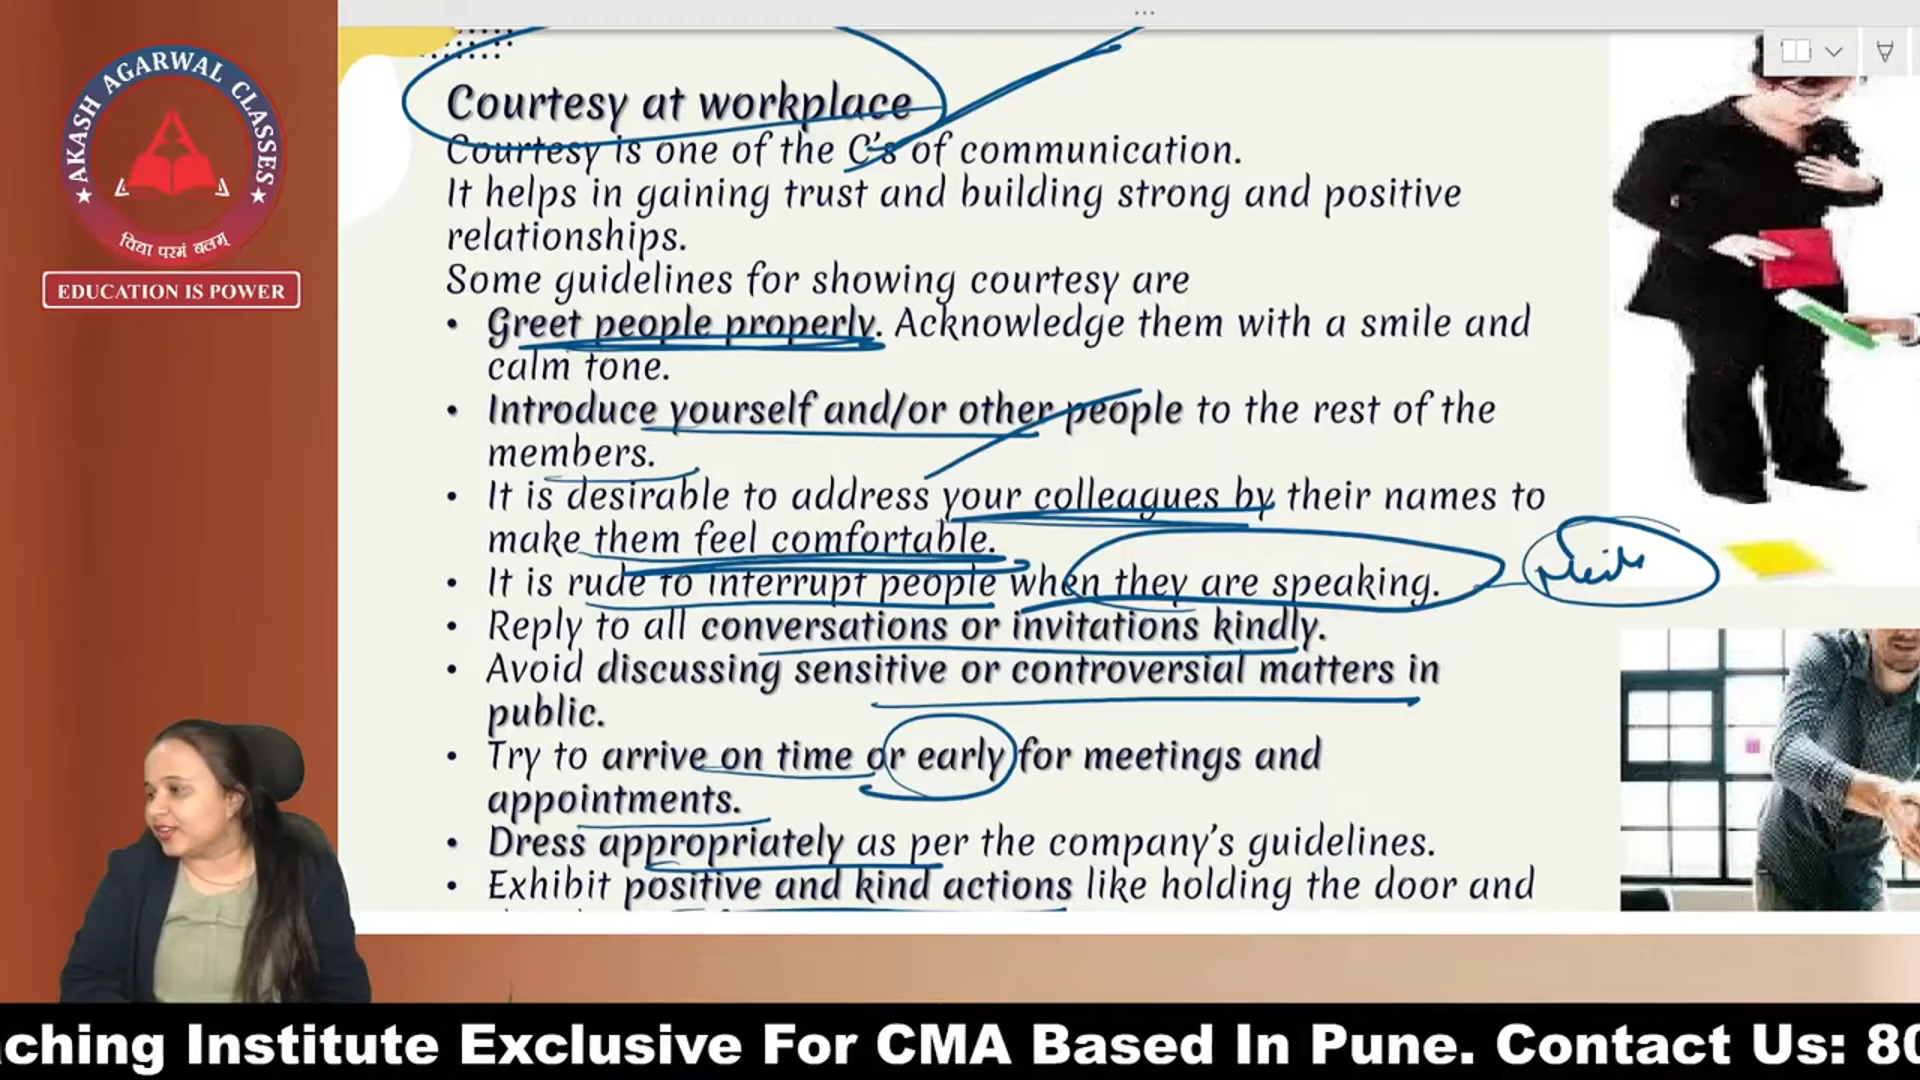 AKASH AGARWAL CLASSES
विद्या परमं बलम्
EDUCATION IS POWER
Courtesy at workplace
Courtesy is one of the C's of communication.
It helps in gaining trust and building strong and positive
relationships.
Some guidelines for showing courtesy are
• Greet people properly. Acknowledge them with a smile and
calm tone.
• Introduce yourself and/or other people to the rest of the
members.
• It is desirable to address your colleagues by their names to
make them feel comfortable.
• It is rude to interrupt people when they are speaking.
• Reply to all conversations or invitations kindly.
• Avoid discussing sensitive or controversial matters in
public.
• Try to arrive on time or early for meetings and
appointments.
• Dress appropriately as per the company's guidelines.
• Exhibit positive and kind actions like holding the door and
aching Institute Exclusive For CMA Based In Pune. Contact Us: 80